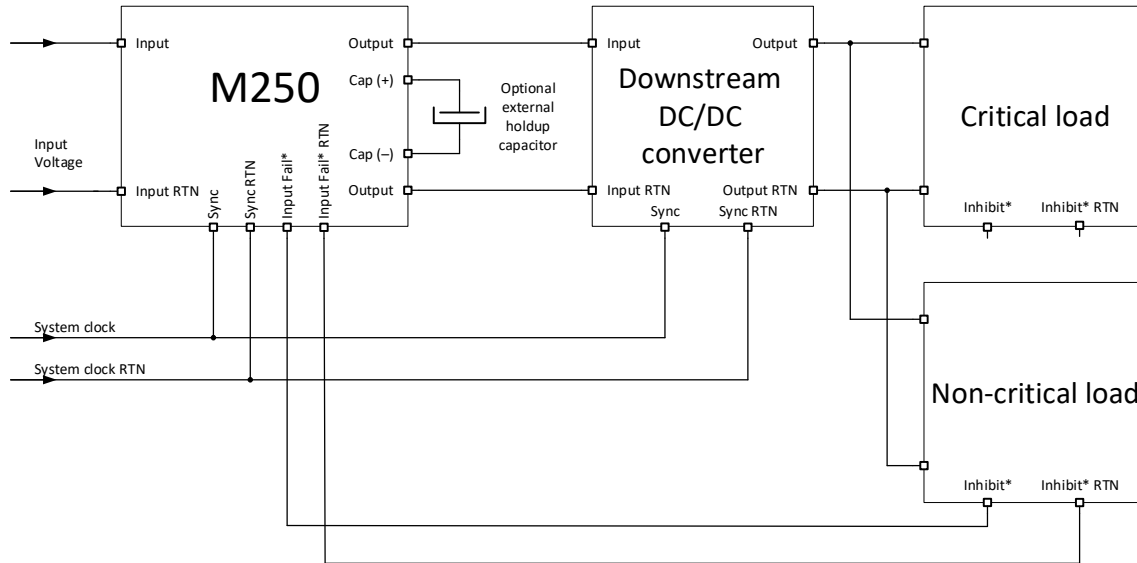 Input
Output
M250
Cap (+)
Cap (–)
Optional
external
holdup
capacitor
Input
Voltage
Input RTN
Output
Sync
Sync RTN
Input Fail*
Input Fail* RTN
Input
Output
Downstream
DC/DC
converter
Input RTN
Output RTN
Sync
Sync RTN
Critical load
Inhibit*
Inhibit* RTN
System clock
System clock RTN
Non-critical load
Inhibit*
Inhibit* RTN